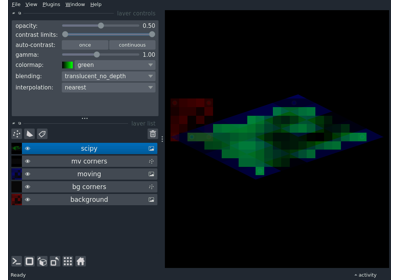 File View Plugins Window Help
layer controls
opacity: 0.50
contrast limits:
auto-contrast: once continuous
gamma: 1.00
colormap: green
blending: translucent_no_depth
interpolation: nearest
layer list
scipy
mv corners
moving
bg corners
background
Ready activity